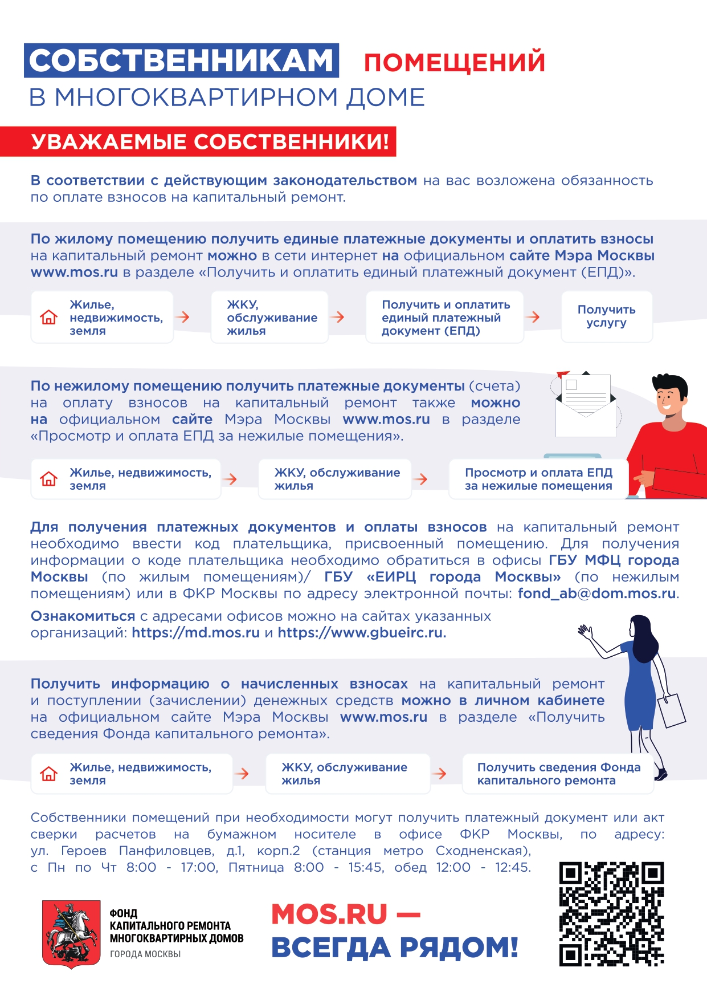 СОБСТВЕННИКАМ ПОМЕЩЕНИЙ
В МНОГОКВАРТИРНОМ ДОМЕ
УВАЖАЕМЫЕ СОБСТВЕННИКИ!
В соответствии с действующим законодательством на вас возложена обязанность
по оплате взносов на капитальный ремонт.
По жилому помещению получить единые платежные документы и оплатить взносы
на капитальный ремонт можно в сети интернет на официальном сайте Мэра Москвы
www.mos.ru в разделе «Получить и оплатить единый платежный документ (ЕПД)».
Жилье,
недвижимость,
земля
ЖКУ,
обслуживание
жилья
Получить и оплатить
единый платежный
документ (ЕПД)
Получить
услугу
По нежилому помещению получить платежные документы (счета)
на оплату взносов на капитальный ремонт также можно
на официальном сайте Мэра Москвы www.mos.ru в разделе
«Просмотр и оплата ЕПД за нежилые помещения».
Жилье, недвижимость,
земля
ЖКУ, обслуживание
жилья
Просмотр и оплата ЕПД
за нежилые помещения
Для получения платежных документов и оплаты взносов на капитальный ремонт
необходимо ввести код плательщика, присвоенный помещению. Для получения
информации о коде плательщика необходимо обратиться в офисы ГБУ МФЦ города
Москвы (по жилым помещениям)/ ГБУ «ЕИРЦ города Москвы» (по нежилым
помещениям) или в ФКР Москвы по адресу электронной почты: fond_ab@dom.mos.ru.
Ознакомиться с адресами офисов можно на сайтах указанных
организаций: https://md.mos.ru и https://www.gbueirc.ru.
Получить информацию о начисленных взносах на капитальный ремонт
и поступлении (зачислении) денежных средств можно в личном кабинете
на официальном сайте Мэра Москвы www.mos.ru в разделе «Получить
сведения Фонда капитального ремонта».
Жилье, недвижимость,
земля
ЖКУ, обслуживание
жилья
Получить сведения Фонда
капитального ремонта
Собственники помещений при необходимости могут получить платежный документ или акт
сверки расчетов на бумажном носителе в офисе ФКР Москвы, по адресу:
ул. Героев Панфиловцев, д.1, корп.2 (станция метро Сходненская),
с Пн по Чт 8:00 - 17:00, Пятница 8:00 - 15:45, обед 12:00 - 12:45.
ФОНД
КАПИТАЛЬНОГО РЕМОНТА
МНОГОКВАРТИРНЫХ ДОМОВ
ГОРОДА МОСКВЫ
MOS.RU —
ВСЕГДА РЯДОМ!